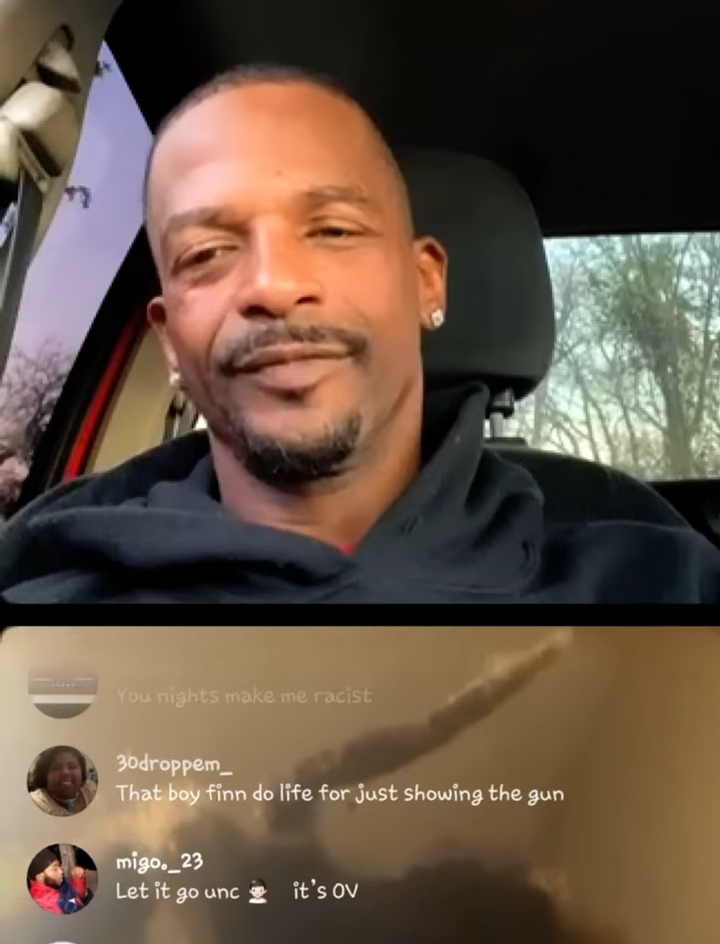 You nights make me racist
30droppem_
That boy finn do life for just showing the gun
migo._23
Let it go unc 👦🏻 it's OV